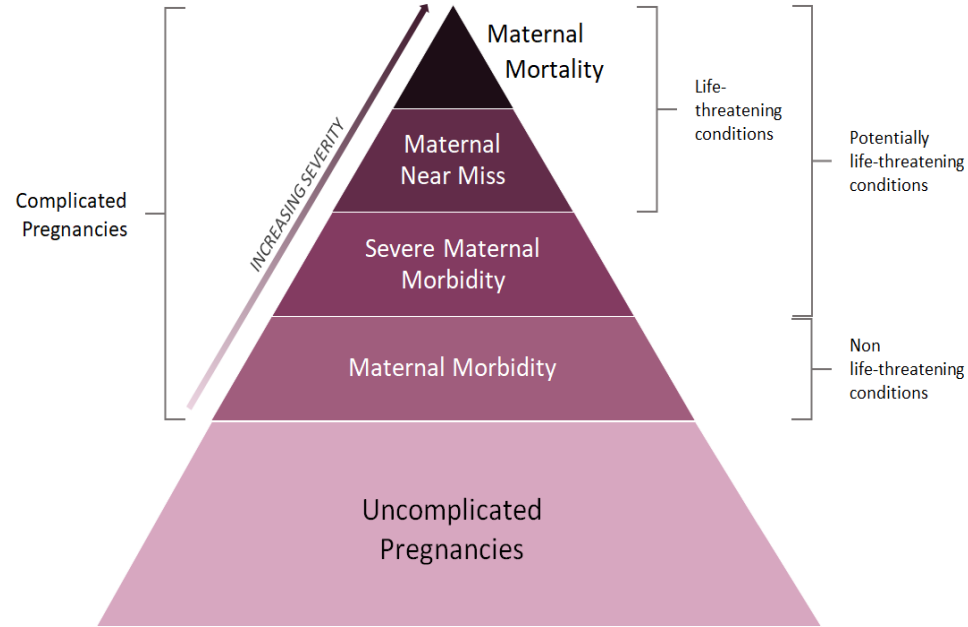 Maternal
Mortality
Life-
threatening
conditions
Potentially
life-threatening
conditions
Maternal
Near Miss
INCREASING SEVERITY
Complicated
Pregnancies
Severe Maternal
Morbidity
Maternal Morbidity
Non
life-threatening
conditions
Uncomplicated
Pregnancies